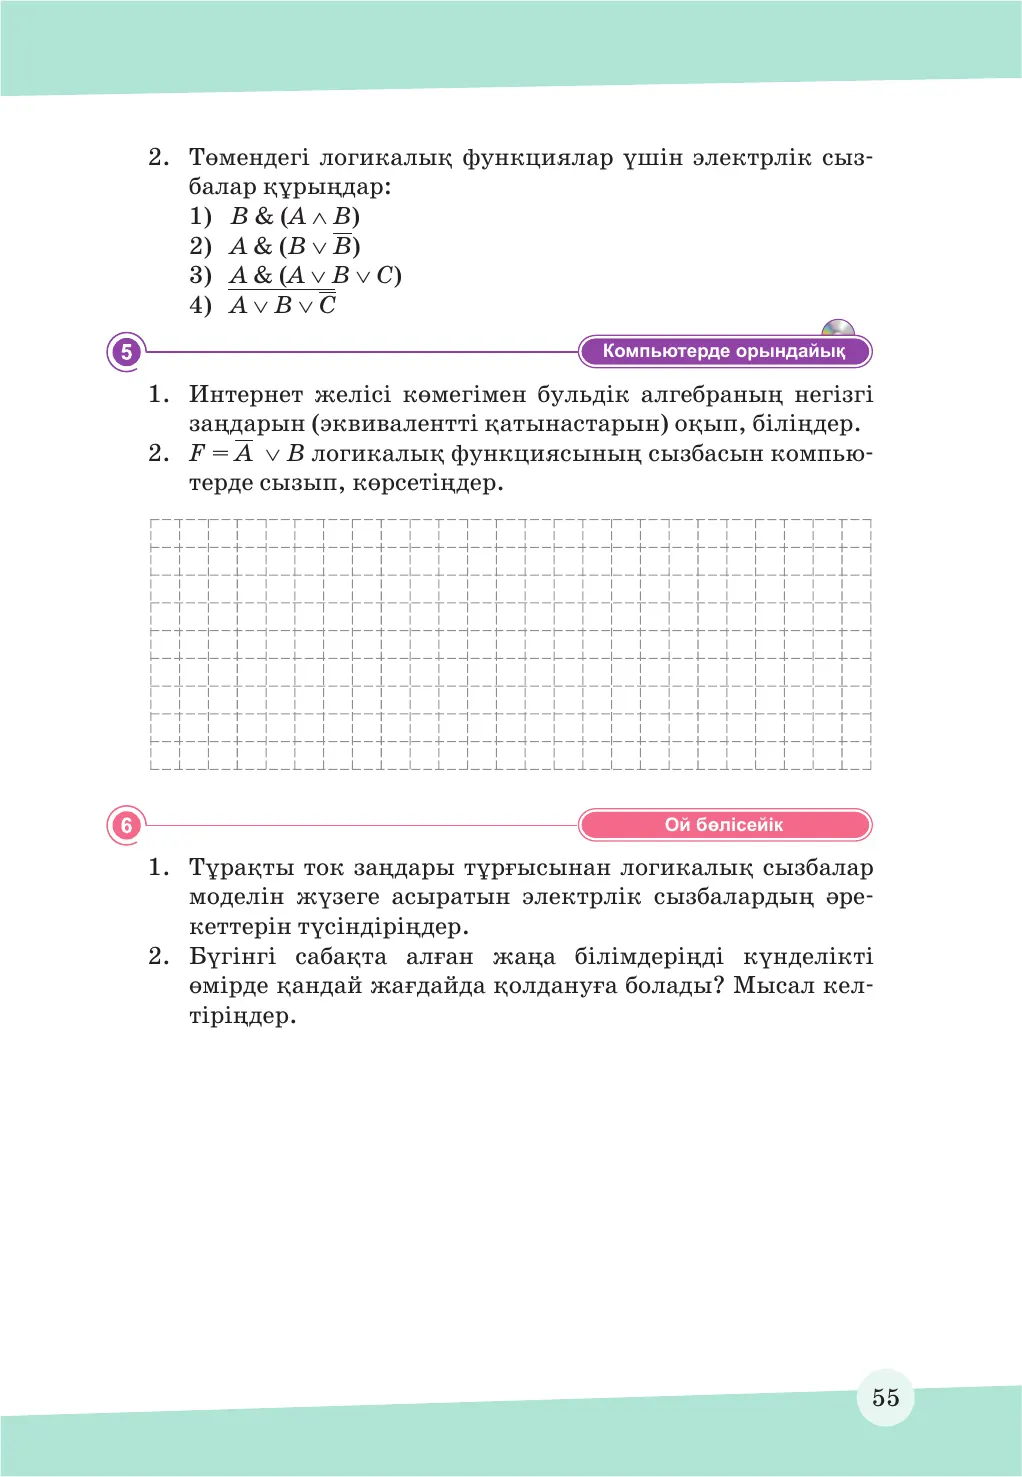 2. Төмендегі логикалық функциялар үшін электрлік сыз-
балар құрыңдар:
1) B & (A ∧ B)
2) A & (B ∨ B̅)
3) A & (A ∨ B ∨ C)
4) A̅ ̅∨̅ ̅B̅ ̅∨̅ ̅C̿
5
Компьютерде орындайық
1. Интернет желісі көмегімен бульдік алгебраның негізгі
заңдарын (эквивалентті қатынастарын) оқып, біліңдер.
2. F = A̅ ∨ B логикалық функциясының сызбасын компью-
терде сызып, көрсетіңдер.
6
Ой бөлісейік
1. Тұрақты ток заңдары тұрғысынан логикалық сызбалар
моделін жүзеге асыратын электрлік сызбалардың әре-
кеттерін түсіндіріңдер.
2. Бүгінгі сабақта алған жаңа білімдеріңді күнделікті
өмірде қандай жағдайда қолдануға болады? Мысал кел-
тіріңдер.
55